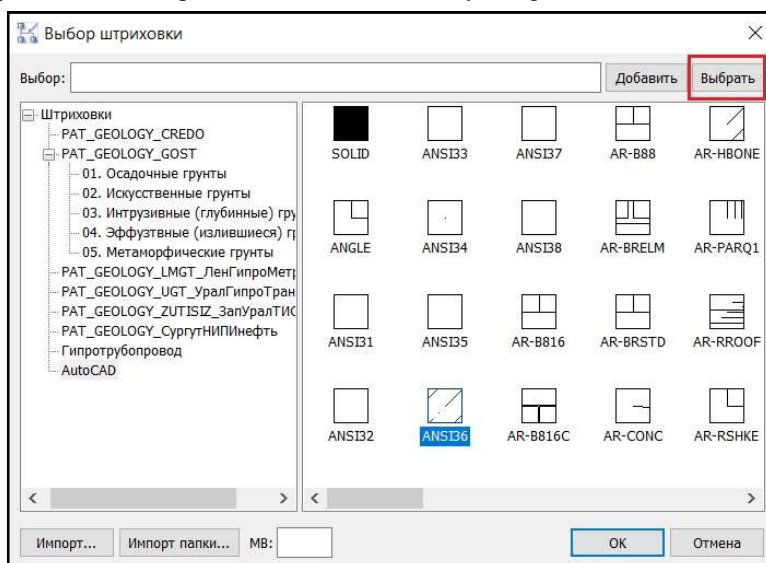 Выбор штриховки
Выбор:
Добавить
Выбрать
Штриховки
PAT_GEOLOGY_CREDO
PAT_GEOLOGY_GOST
01. Осадочные грунты
02. Искусственные грунты
03. Интрузивные (глубинные) гру
04. Эффузтвные (излившиеся) гр
05. Метаморфические грунты
PAT_GEOLOGY_LMGT_ЛенГипроМетр
PAT_GEOLOGY_UGT_УралГипроТран
PAT_GEOLOGY_ZUTISIZ_ЗапУралТИС
PAT_GEOLOGY_СургутНИПИнефть
Гипротрубопровод
AutoCAD
SOLID ANSI33 ANSI37 AR-B88 AR-HBONE
ANGLE ANSI34 ANSI38 AR-BRELM AR-PARQ1
ANSI31 ANSI35 AR-B816 AR-BRSTD AR-RROOF
ANSI32 ANSI36 AR-B816C AR-CONC AR-RSHKE
Импорт... Импорт папки... МВ: ОК Отмена